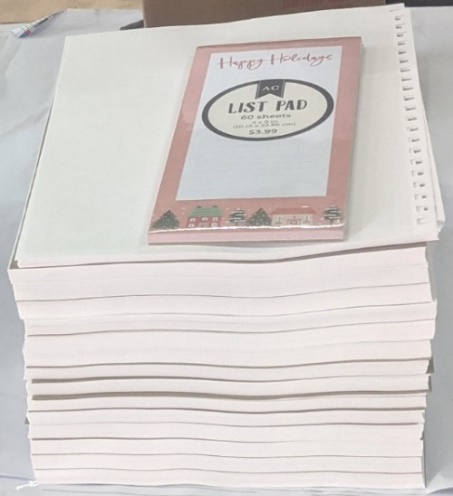 Happy Holidays
AC
LIST PAD
60 sheets
$3.99